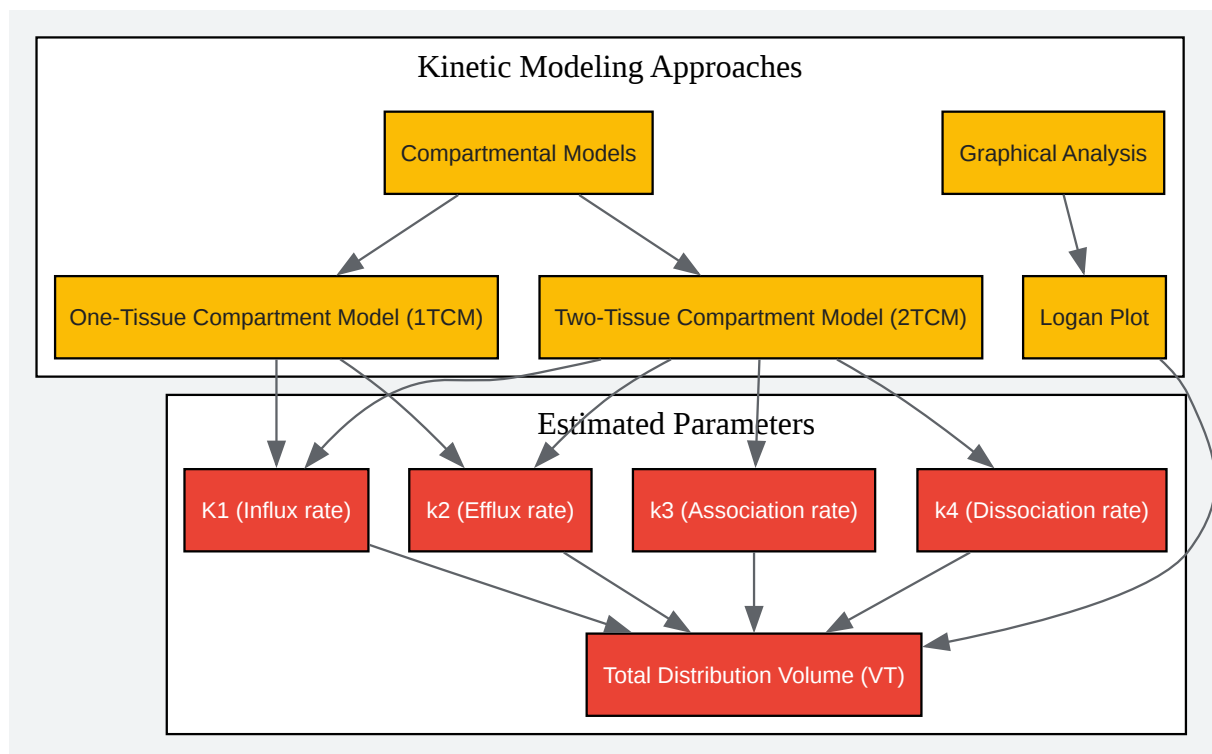 Kinetic Modeling Approaches
Compartmental Models
Graphical Analysis
One-Tissue Compartment Model (1TCM)
Two-Tissue Compartment Model (2TCM)
Logan Plot
Estimated Parameters
K1 (Influx rate)
k2 (Efflux rate)
k3 (Association rate)
k4 (Dissociation rate)
Total Distribution Volume (VT)